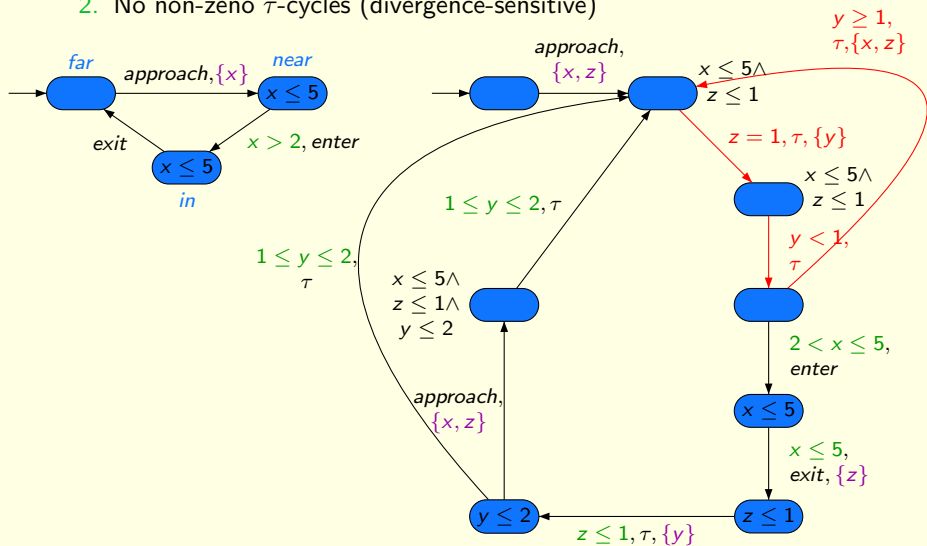 2. No non-zeno τ-cycles (divergence-sensitive)
far
approach,{x}
near
x ≤ 5
exit
x > 2, enter
x ≤ 5
in
approach,
{x, z}
x ≤ 5∧
z ≤ 1
y ≥ 1,
τ,{x, z}
z = 1, τ, {y}
x ≤ 5∧
z ≤ 1
1 ≤ y ≤ 2, τ
y < 1,
τ
1 ≤ y ≤ 2,
τ
x ≤ 5∧
z ≤ 1∧
y ≤ 2
2 < x ≤ 5,
enter
approach,
{x, z}
x ≤ 5
x ≤ 5,
exit, {z}
y ≤ 2
z ≤ 1, τ, {y}
z ≤ 1